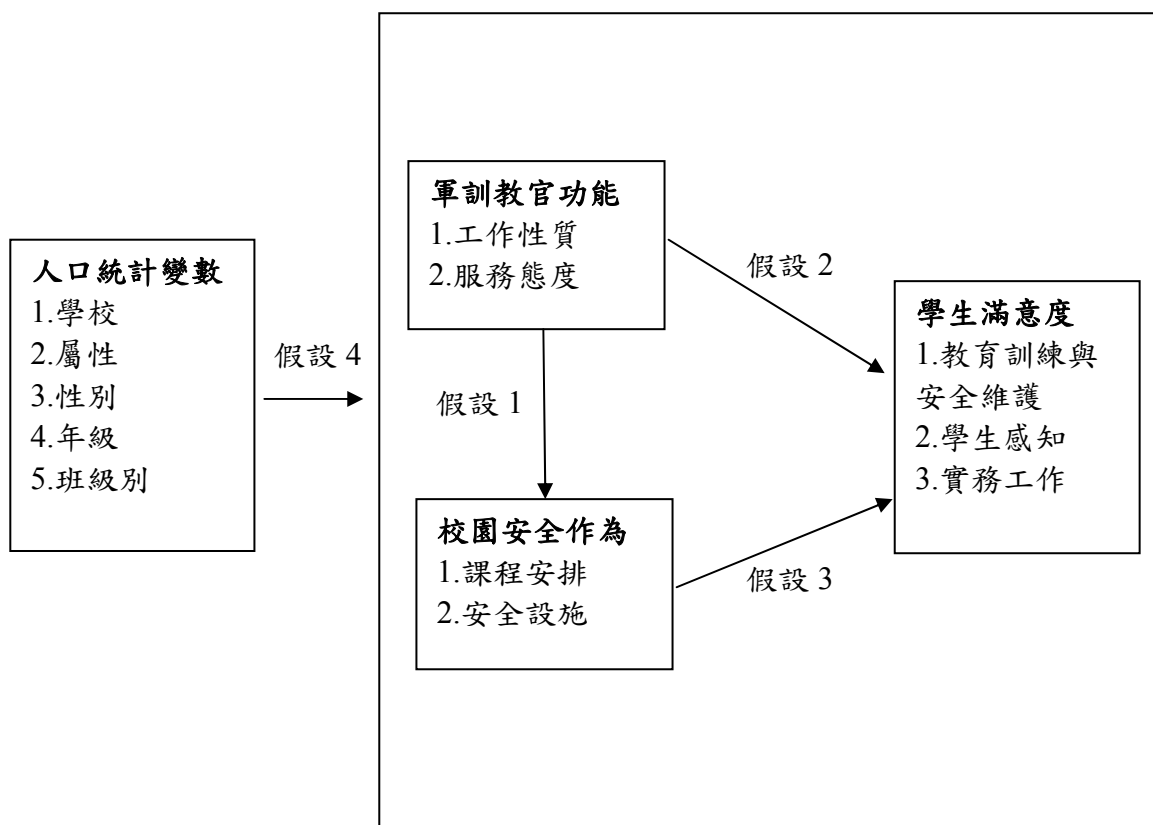 人口統計變數
1.學校
2.屬性
3.性別
4.年級
5.班級別
假設 4
軍訓教官功能
1.工作性質
2.服務態度
假設 1
假設 2
校園安全作為
1.課程安排
2.安全設施
假設 3
學生滿意度
1.教育訓練與
安全維護
2.學生感知
3.實務工作